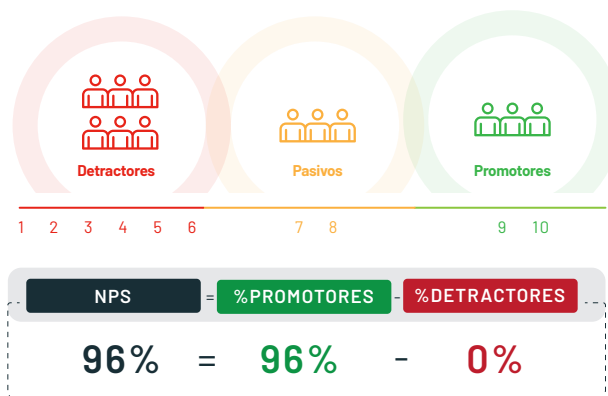 Detractores Pasivos Promotores
1 2 3 4 5 6 7 8 9 10
NPS = %PROMOTORES - %DETRACTORES
96% = 96% - 0%